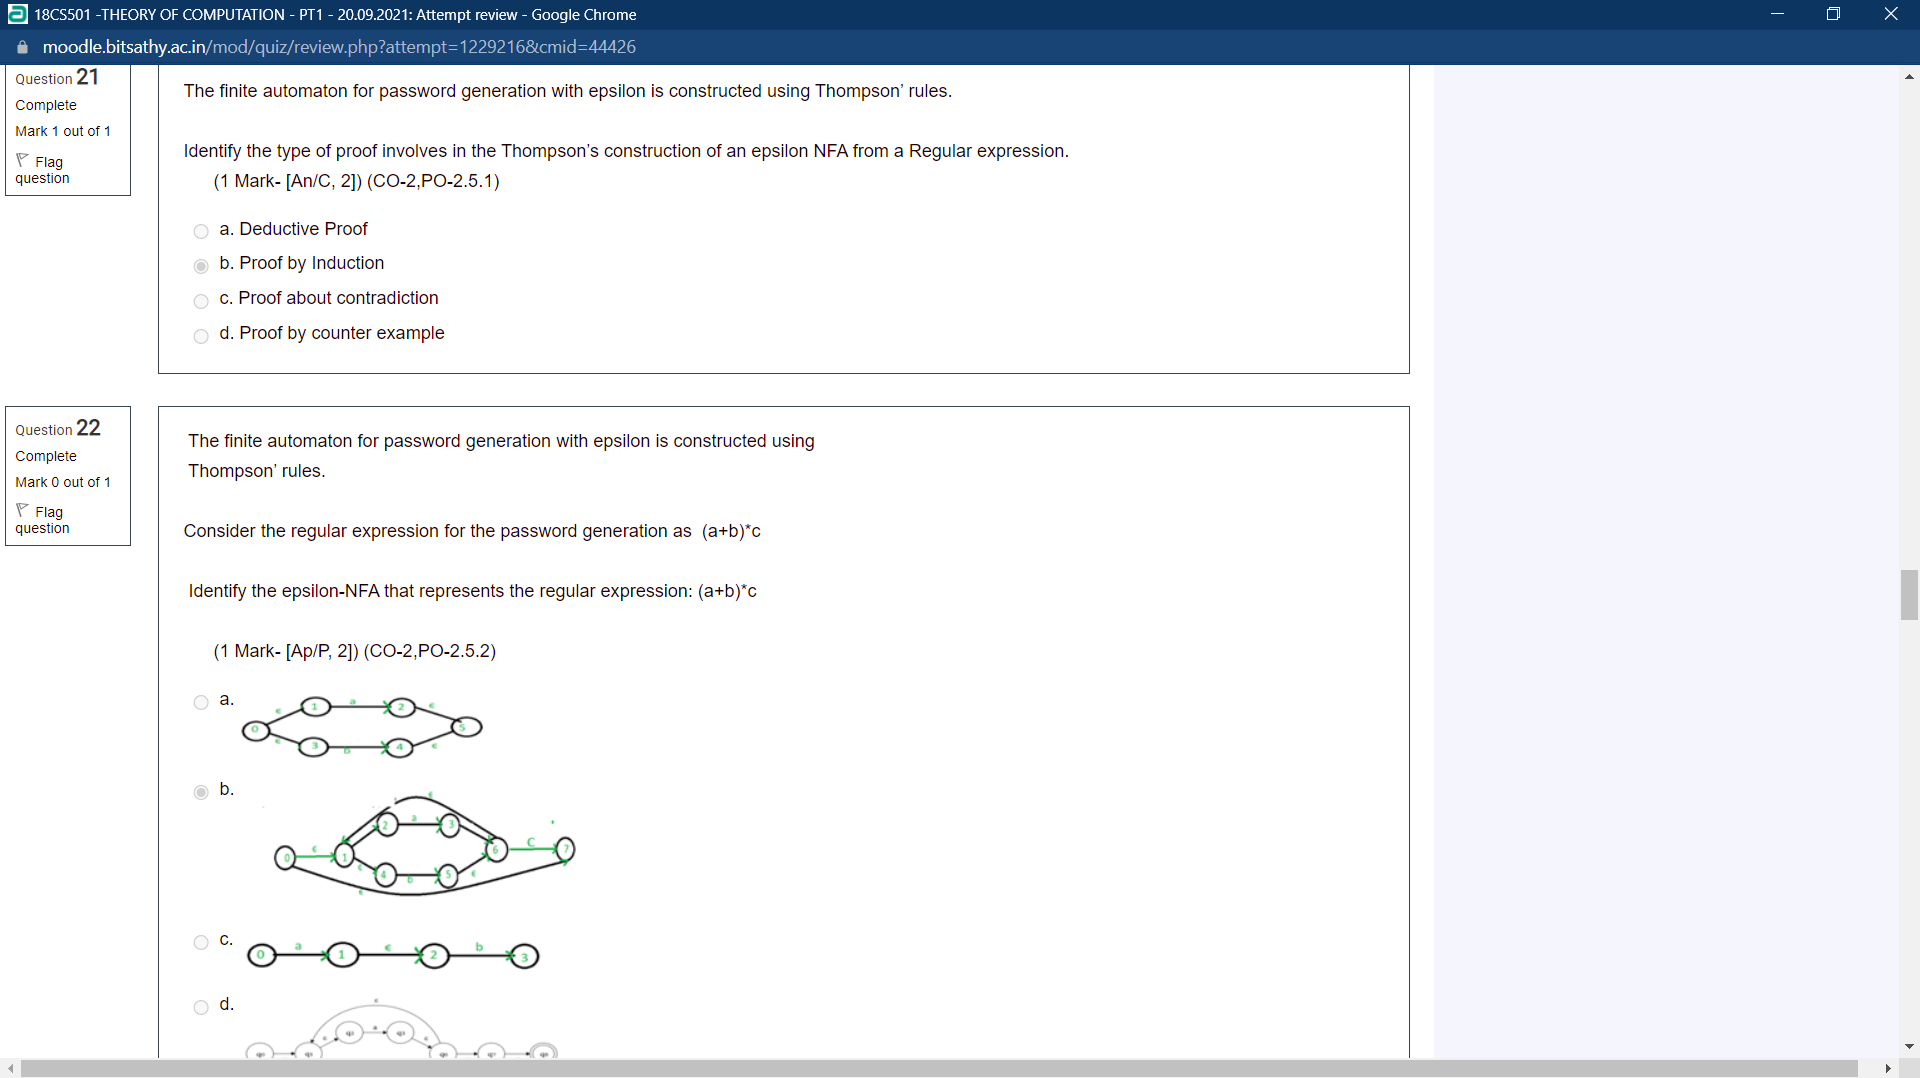 18CS501 -THEORY OF COMPUTATION - PT1 - 20.09.2021: Attempt review - Google Chrome
moodle.bitsathy.ac.in/mod/quiz/review.php?attempt=1229216&cmid=44426
Question 21
Complete
Mark 1 out of 1
Flag
question
The finite automaton for password generation with epsilon is constructed using Thompson’ rules.
Identify the type of proof involves in the Thompson’s construction of an epsilon NFA from a Regular expression.
(1 Mark- [An/C, 2]) (CO-2,PO-2.5.1)
a. Deductive Proof
b. Proof by Induction
c. Proof about contradiction
d. Proof by counter example
Question 22
Complete
Mark 0 out of 1
Flag
question
The finite automaton for password generation with epsilon is constructed using
Thompson’ rules.
Consider the regular expression for the password generation as (a+b)*c
Identify the epsilon-NFA that represents the regular expression: (a+b)*c
(1 Mark- [Ap/P, 2]) (CO-2,PO-2.5.2)
a.
ϵ 1 a 2 ϵ
0 5
ϵ 3 b 4 ϵ
b.
ϵ
2 a 3
0 ϵ 1 6 C 7
ϵ 4 b 5 ϵ
ϵ
c.
0 a 1 ϵ 2 b 3
d.